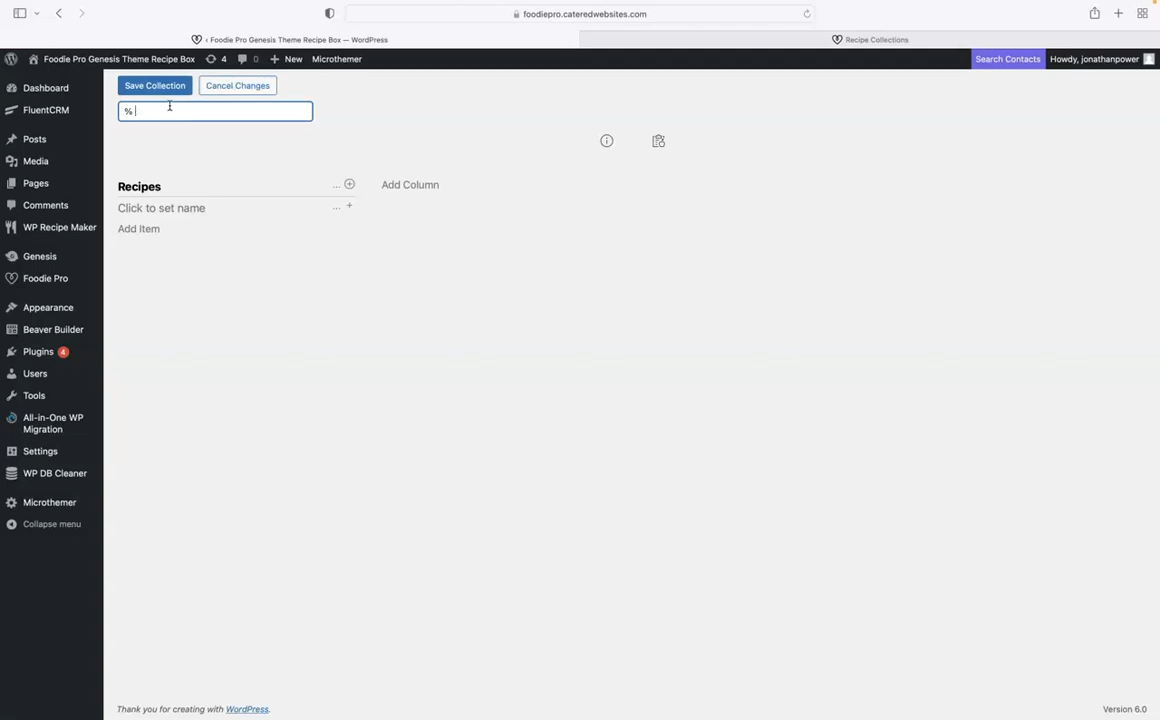 foodiepro.cateredwebsites.com
‹ Foodie Pro Genesis Theme Recipe Box — WordPress
Recipe Collections
Foodie Pro Genesis Theme Recipe Box 4 0 New Microthemer Search Contacts Howdy, jonathanpower
Dashboard
FluentCRM
Posts
Media
Pages
Comments
WP Recipe Maker
Genesis
Foodie Pro
Appearance
Beaver Builder
Plugins 4
Users
Tools
All-in-One WP
Migration
Settings
WP DB Cleaner
Microthemer
Collapse menu
Save Collection Cancel Changes
%
Recipes ... Add Column
Click to set name ... +
Add Item
Thank you for creating with WordPress. Version 6.0